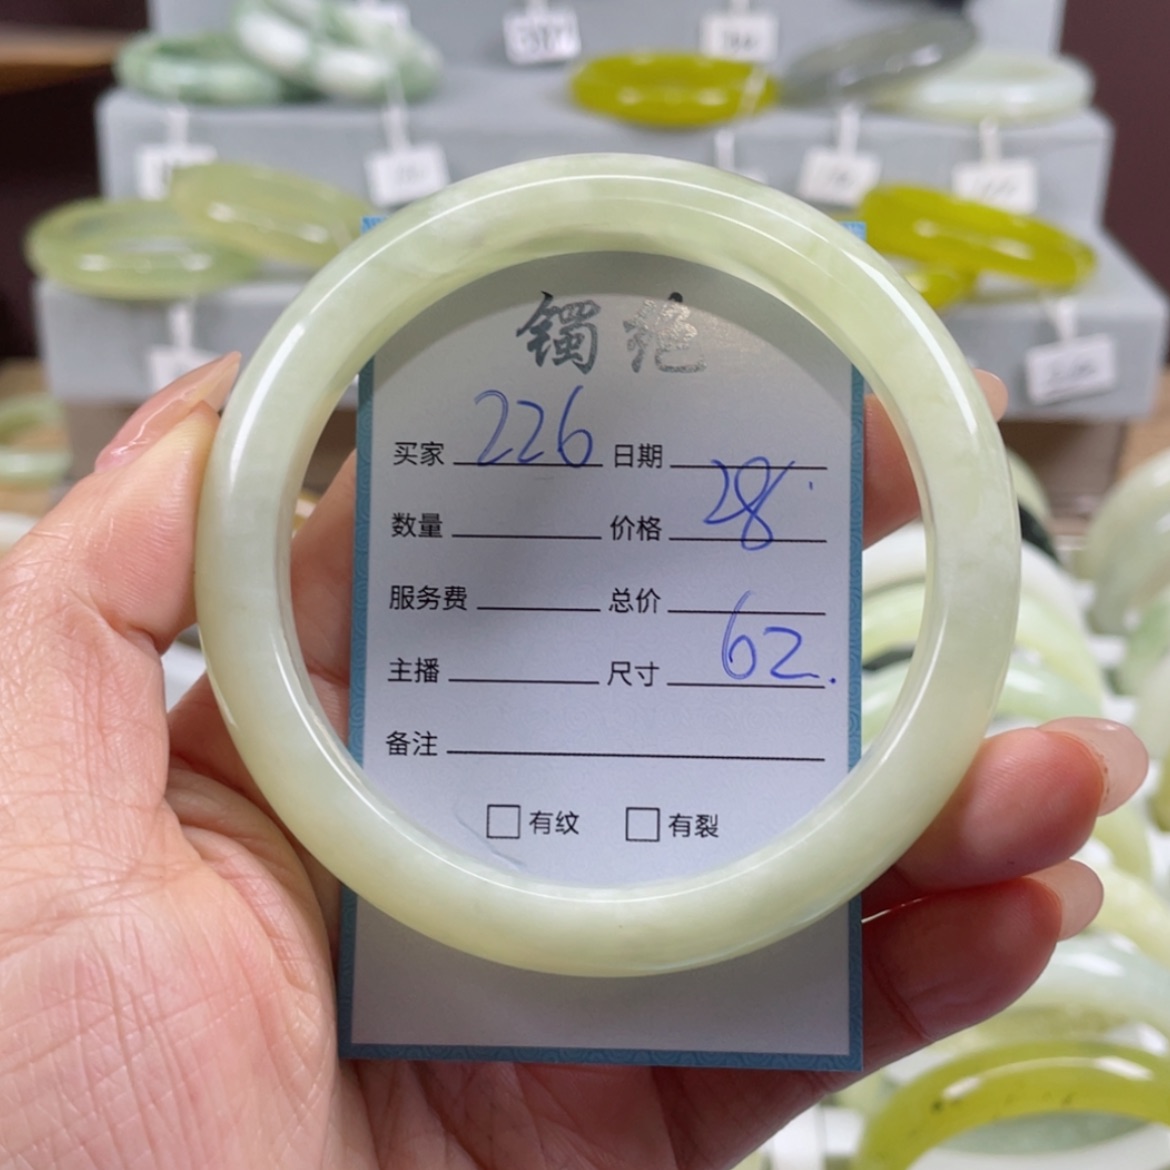 镯艳
买家 226 日期
数量 价格 28
服务费 总价
主播 尺寸 62.
备注
有纹 有裂